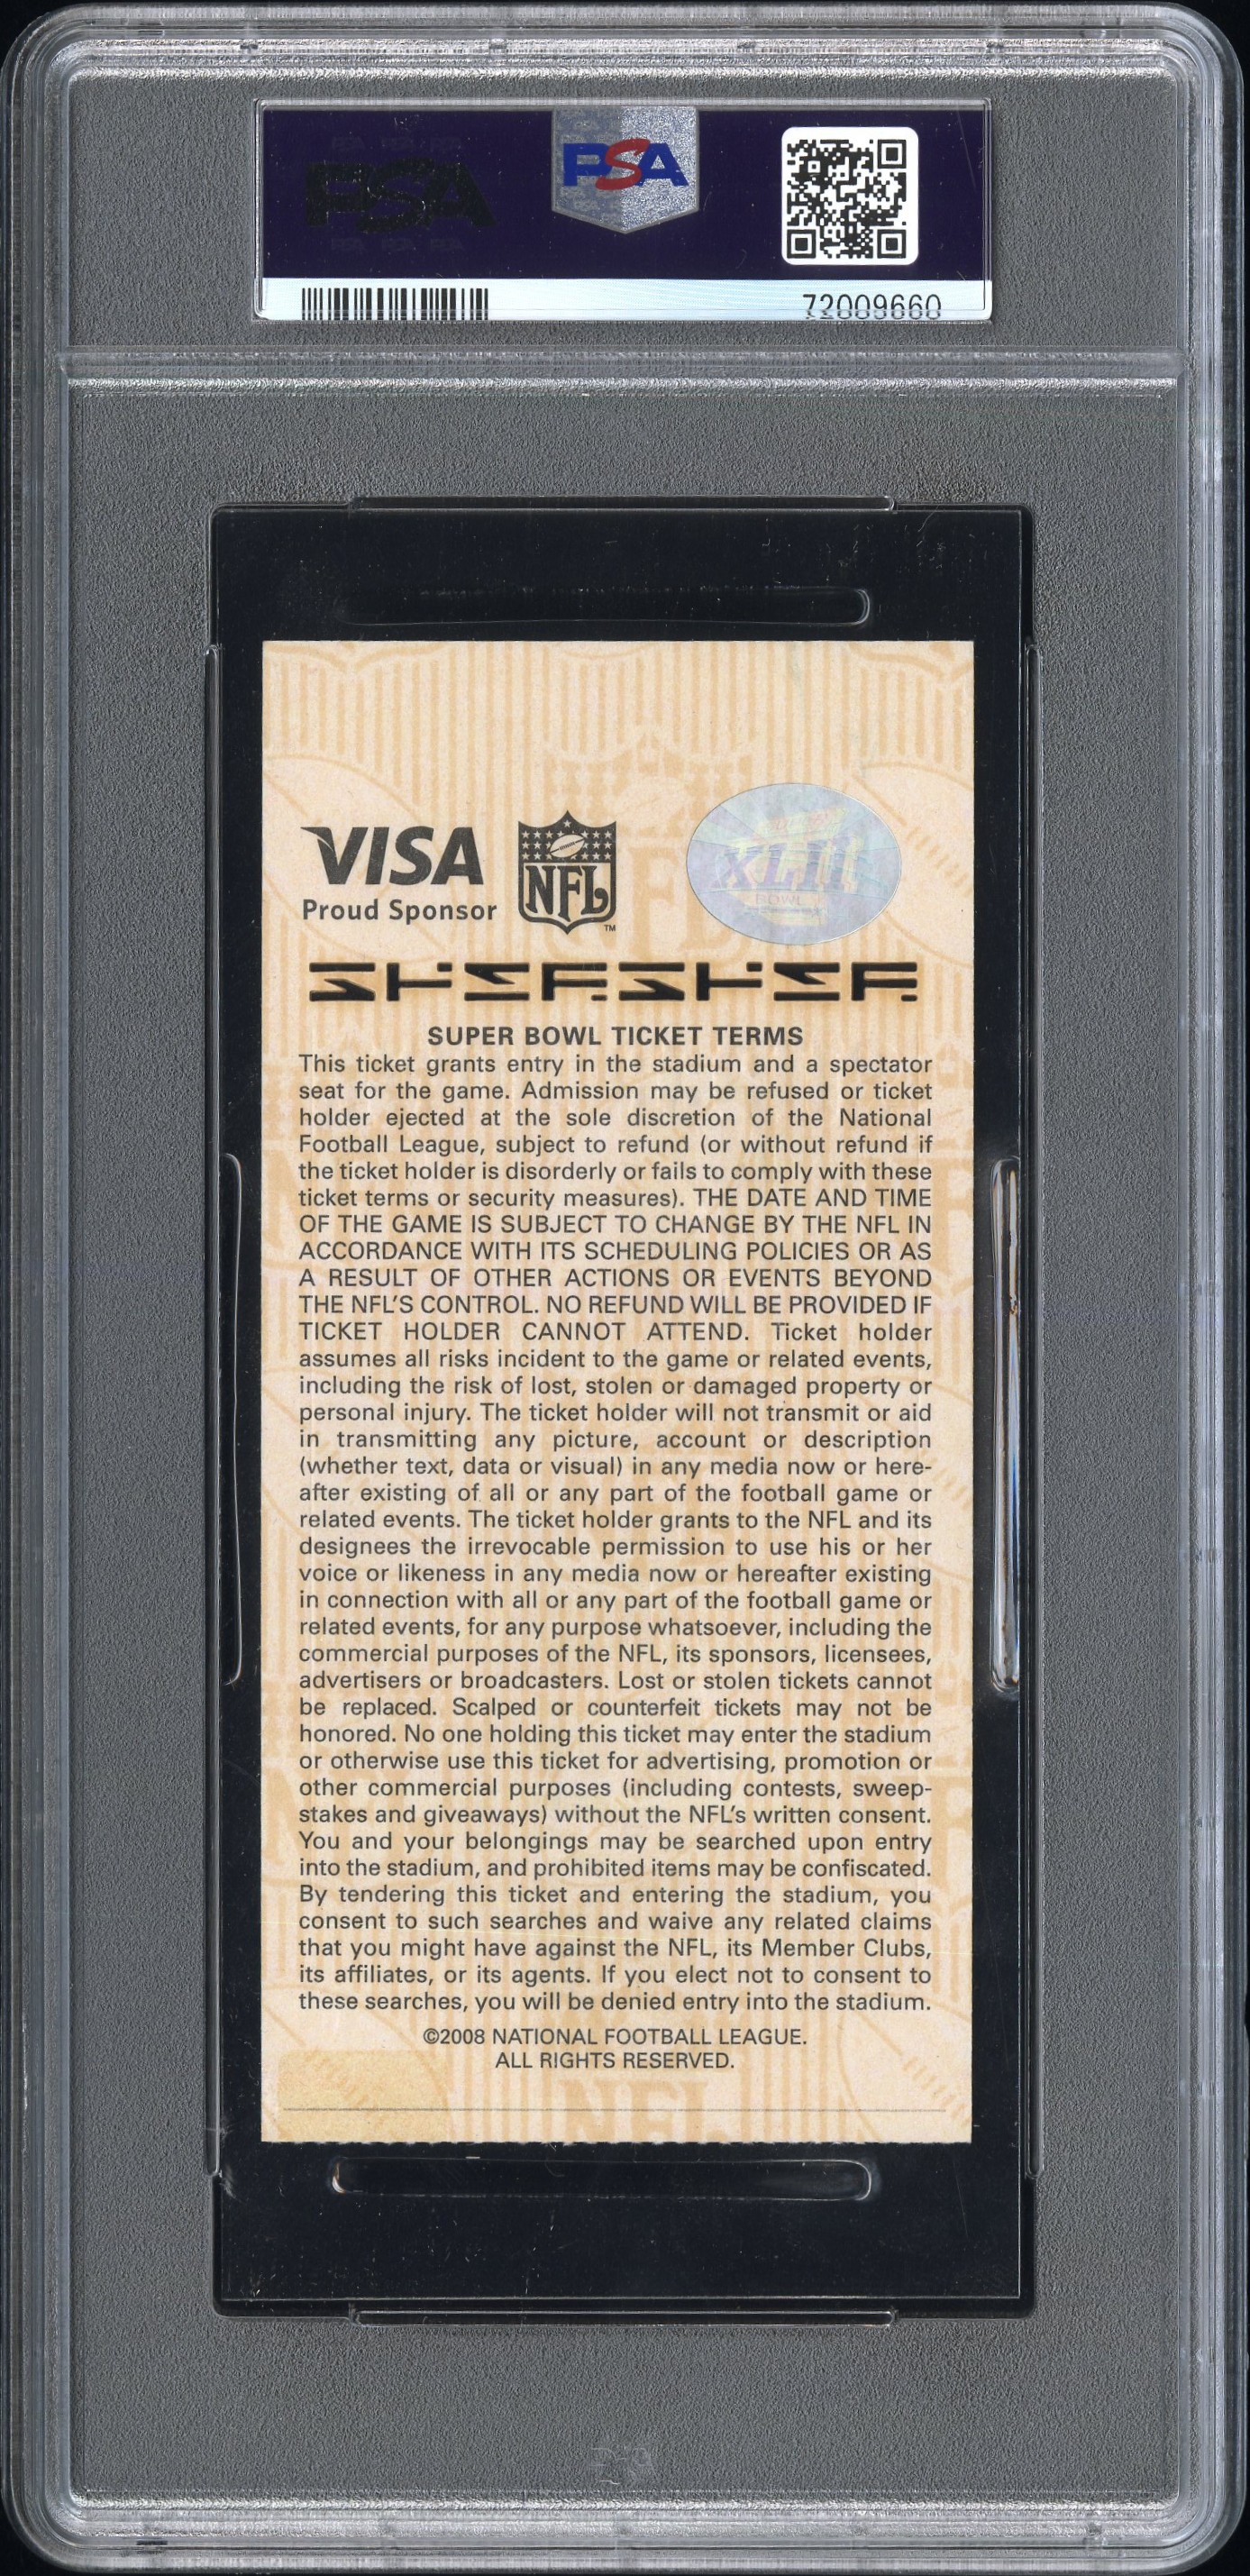 PSA
PSA
72009660
VISA
Proud Sponsor
NFL
TM
XLII
BOWL
SUPER BOWL TICKET TERMS
This ticket grants entry in the stadium and a spectator
seat for the game. Admission may be refused or ticket
holder ejected at the sole discretion of the National
Football League, subject to refund (or without refund if
the ticket holder is disorderly or fails to comply with these
ticket terms or security measures). THE DATE AND TIME
OF THE GAME IS SUBJECT TO CHANGE BY THE NFL IN
ACCORDANCE WITH ITS SCHEDULING POLICIES OR AS
A RESULT OF OTHER ACTIONS OR EVENTS BEYOND
THE NFL'S CONTROL. NO REFUND WILL BE PROVIDED IF
TICKET HOLDER CANNOT ATTEND. Ticket holder
assumes all risks incident to the game or related events,
including the risk of lost, stolen or damaged property or
personal injury. The ticket holder will not transmit or aid
in transmitting any picture, account or description
(whether text, data or visual) in any media now or here-
after existing of all or any part of the football game or
related events. The ticket holder grants to the NFL and its
designees the irrevocable permission to use his or her
voice or likeness in any media now or hereafter existing
in connection with all or any part of the football game or
related events, for any purpose whatsoever, including the
commercial purposes of the NFL, its sponsors, licensees,
advertisers or broadcasters. Lost or stolen tickets cannot
be replaced. Scalped or counterfeit tickets may not be
honored. No one holding this ticket may enter the stadium
or otherwise use this ticket for advertising, promotion or
other commercial purposes (including contests, sweep-
stakes and giveaways) without the NFL's written consent.
You and your belongings may be searched upon entry
into the stadium, and prohibited items may be confiscated.
By tendering this ticket and entering the stadium, you
consent to such searches and waive any related claims
that you might have against the NFL, its Member Clubs,
its affiliates, or its agents. If you elect not to consent to
these searches, you will be denied entry into the stadium.
©2008 NATIONAL FOOTBALL LEAGUE.
ALL RIGHTS RESERVED.